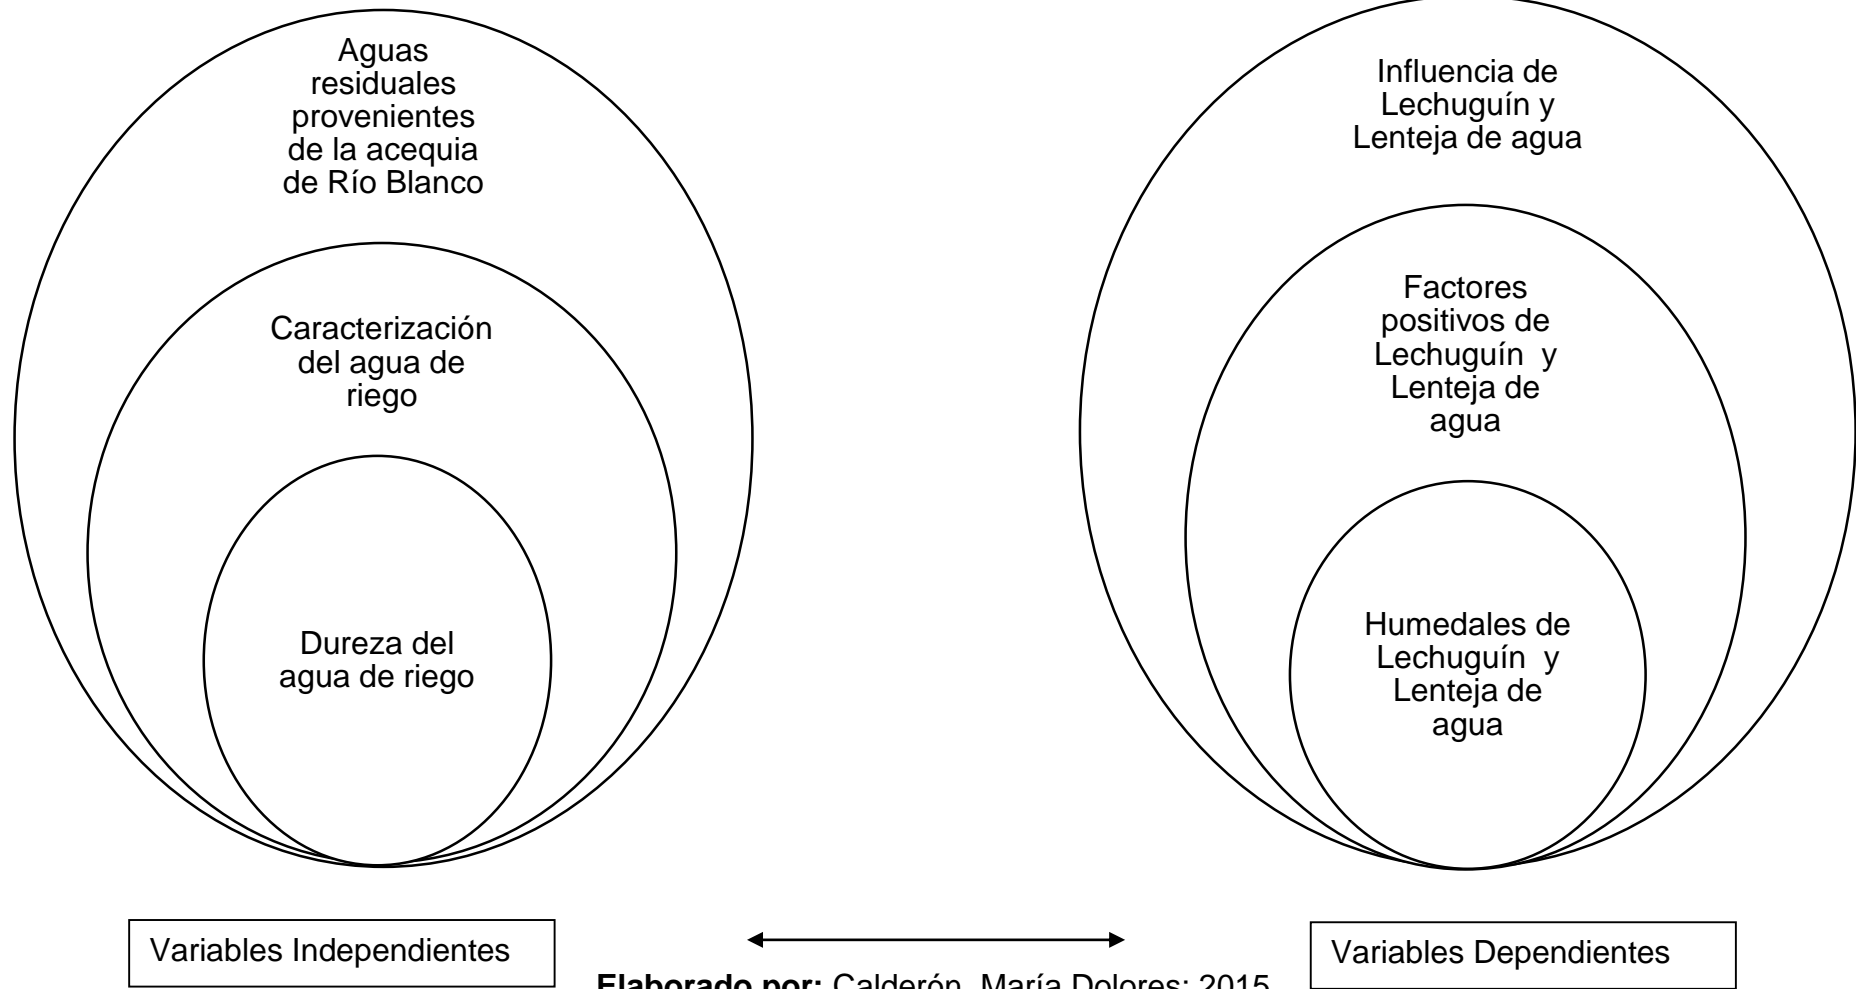 Aguas
residuales
provenientes
de la acequia
de Río Blanco
Caracterización
del agua de
riego
Dureza del
agua de riego
Influencia de
Lechuguín y
Lenteja de agua
Factores
positivos de
Lechuguín y
Lenteja de
agua
Humedales de
Lechuguín y
Lenteja de
agua
Variables Independientes
Variables Dependientes
Elaborado por: Calderón, María Dolores; 2015